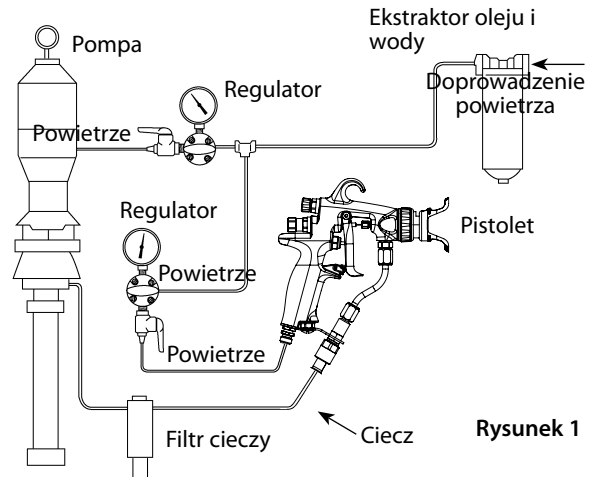 Ekstraktor oleju i
wody
Pompa
Doprowadzenie
powietrza
Regulator
Powietrze
Regulator
Pistolet
Powietrze
Powietrze
Filtr cieczy
Ciecz
Rysunek 1